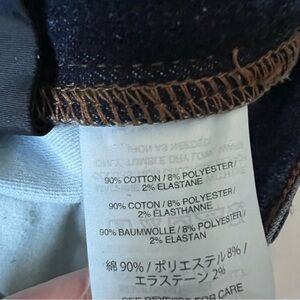 90% COTTON / 8% POLYESTER /
2% ELASTANE
90% COTON / 8% POLYESTER /
2% ELASTHANNE
90% BAUMWOLLE / 8% POLYESTER /
2% ELASTAN
綿 90% / ポリエステル 8% /
エラステーン 2%
SEE REVERSE FOR CARE